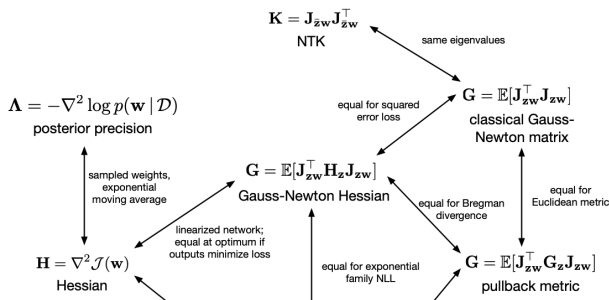 K = J_{z̄w} J_{z̄w}^⊤
NTK
same eigenvalues
Λ = −∇² log p(w | 𝒟)
posterior precision
equal for squared
error loss
G = 𝔼[J_{zw}^⊤ J_{zw}]
classical Gauss-
Newton matrix
sampled weights,
exponential
moving average
G = 𝔼[J_{zw}^⊤ H_z J_{zw}]
Gauss-Newton Hessian
equal for Bregman
divergence
equal for
Euclidean metric
linearized network;
equal at optimum if
outputs minimize loss
H = ∇²𝒥(w)
Hessian
equal for exponential
family NLL
G = 𝔼[J_{zw}^⊤ G_z J_{zw}]
pullback metric